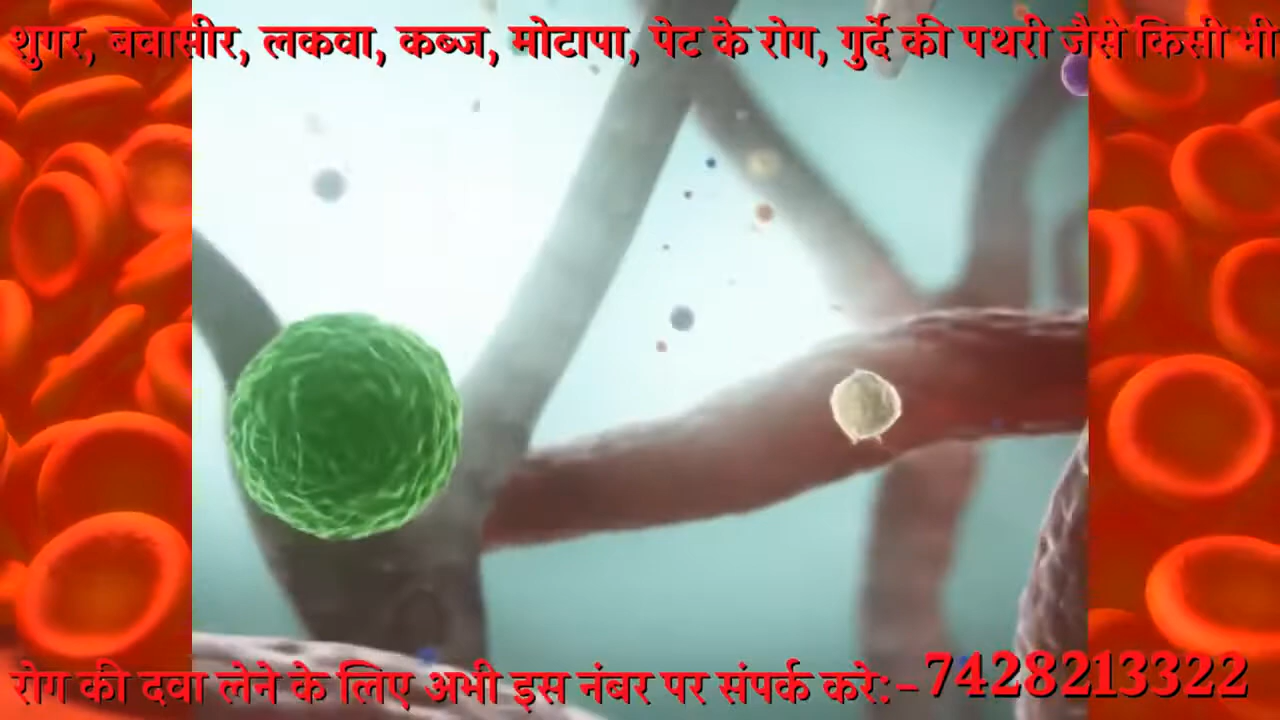 शुगर, बवासीर, लकवा, कब्ज, मोटापा, पेट के रोग, गुर्दे की पथरी जैसे किसी भी
रोग की दवा लेने के लिए अभी इस नंबर पर संपर्क करे:-7428213322